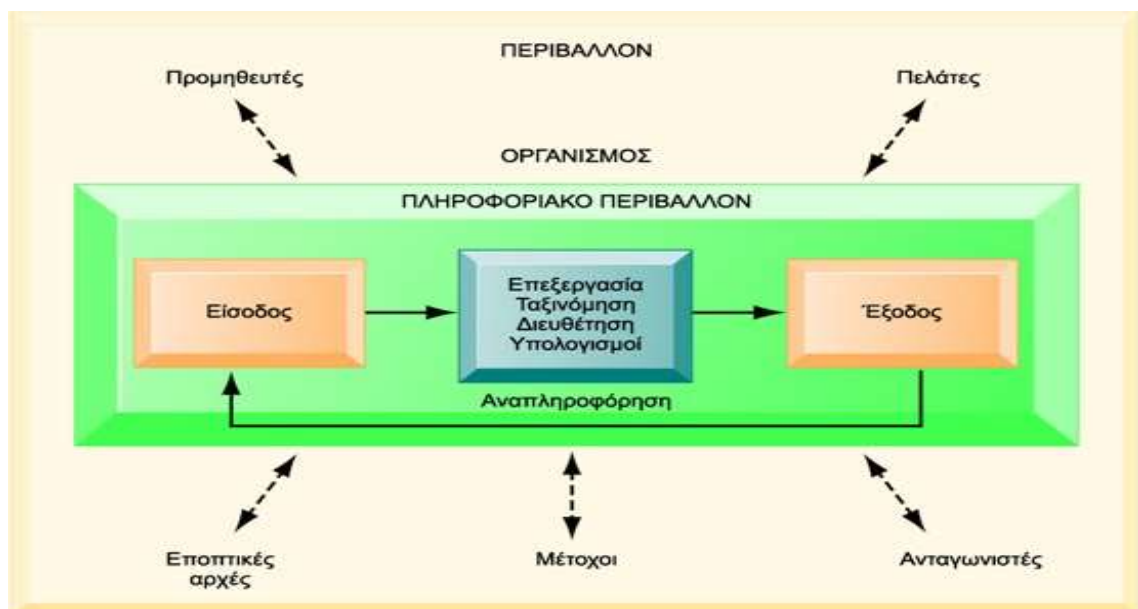 ΠΕΡΙΒΑΛΛΟΝ
Προμηθευτές
Πελάτες
ΟΡΓΑΝΙΣΜΟΣ
ΠΛΗΡΟΦΟΡΙΑΚΟ ΠΕΡΙΒΑΛΛΟΝ
Είσοδος
Επεξεργασία
Ταξινόμηση
Διευθέτηση
Υπολογισμοί
Έξοδος
Αναπληροφόρηση
Εποπτικές
αρχές
Μέτοχοι
Ανταγωνιστές